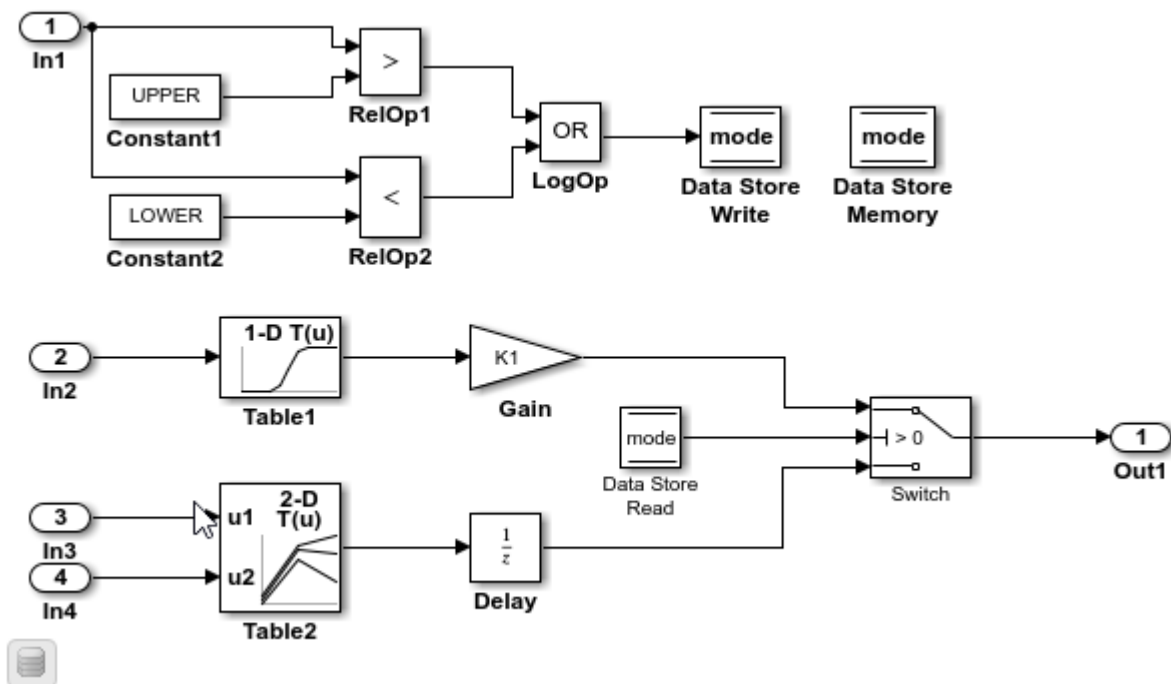 1
In1
UPPER
Constant1
>
RelOp1
OR
LogOp
mode
Data Store
Write
mode
Data Store
Memory
LOWER
Constant2
<
RelOp2
2
In2
1-D T(u)
Table1
K1
Gain
mode
Data Store
Read
> 0
Switch
1
Out1
3
In3
4
In4
u1
u2
2-D
T(u)
Table2
1
z
Delay